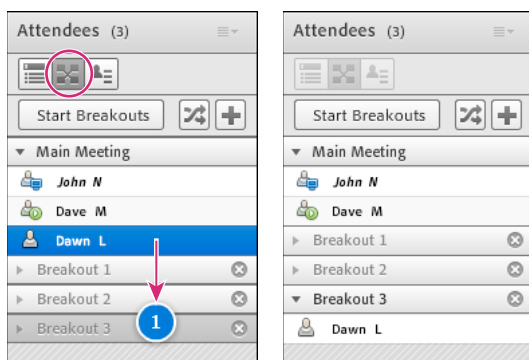 Attendees (3)
Start Breakouts
Main Meeting
John N
Dave M
Dawn L
Breakout 1
Breakout 2
1
Breakout 3
Attendees (3)
Start Breakouts
Main Meeting
John N
Dave M
Breakout 1
Breakout 2
Breakout 3
Dawn L